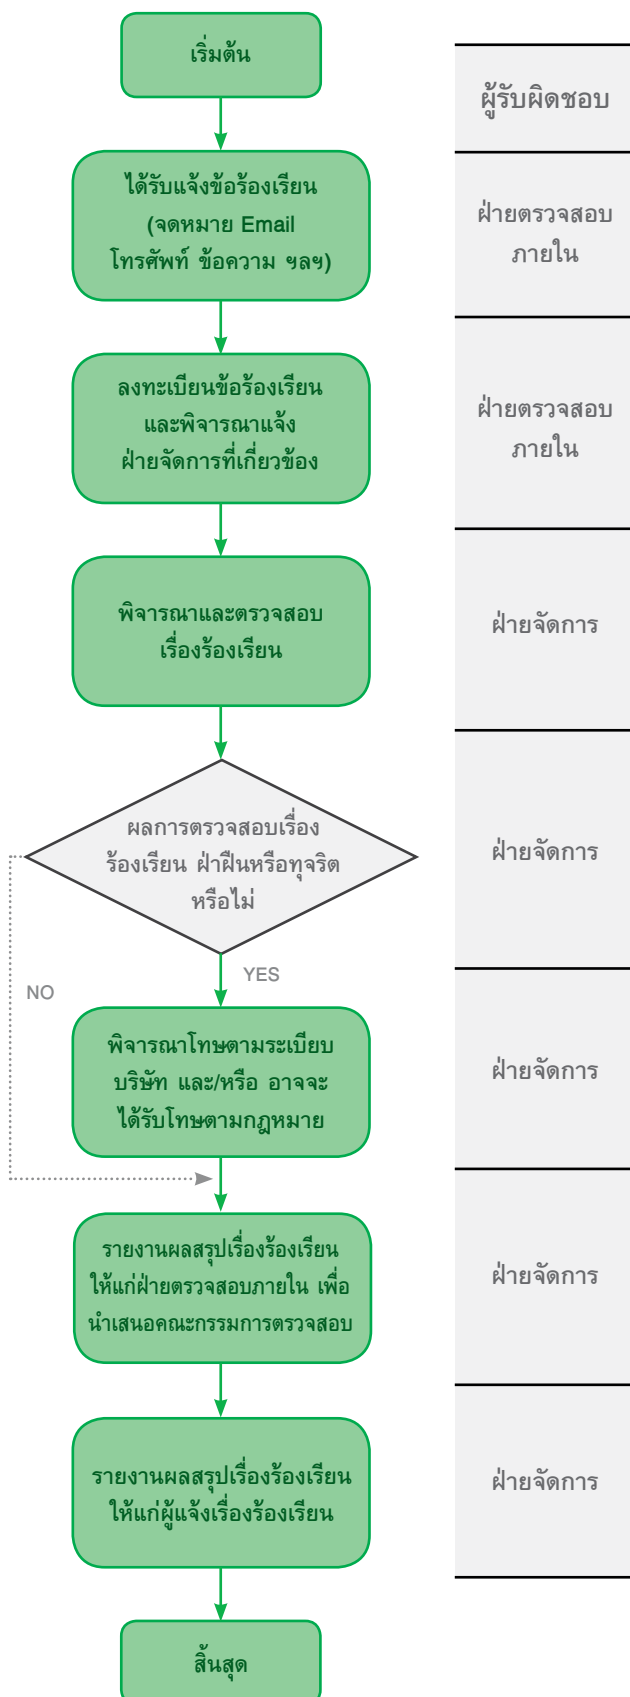 เริ่มต้น
ผู้รับผิดชอบ
ได้รับแจ้งข้อร้องเรียน
(จดหมาย Email
โทรศัพท์ ข้อความ ฯลฯ)
ฝ่ายตรวจสอบ
ภายใน
ลงทะเบียนข้อร้องเรียน
และพิจารณาแจ้ง
ฝ่ายจัดการที่เกี่ยวข้อง
ฝ่ายตรวจสอบ
ภายใน
พิจารณาและตรวจสอบ
เรื่องร้องเรียน
ฝ่ายจัดการ
ผลการตรวจสอบเรื่อง
ร้องเรียน ฝ่าฝืนหรือทุจริต
หรือไม่
ฝ่ายจัดการ
YES
NO
พิจารณาโทษตามระเบียบ
บริษัท และ/หรือ อาจจะ
ได้รับโทษตามกฎหมาย
ฝ่ายจัดการ
รายงานผลสรุปเรื่องร้องเรียน
ให้แก่ฝ่ายตรวจสอบภายใน เพื่อ
นำเสนอคณะกรรมการตรวจสอบ
ฝ่ายจัดการ
รายงานผลสรุปเรื่องร้องเรียน
ให้แก่ผู้แจ้งเรื่องร้องเรียน
ฝ่ายจัดการ
สิ้นสุด